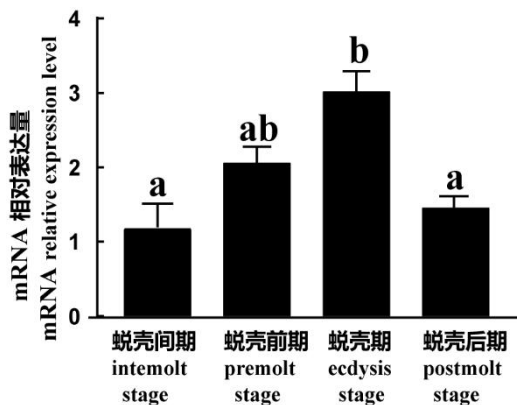 mRNA 相对表达量
mRNA relative expression level
4
3
2
1
0
a
ab
b
a
蜕壳间期
intemolt
stage
蜕壳前期
premolt
stage
蜕壳期
ecdysis
stage
蜕壳后期
postmolt
stage